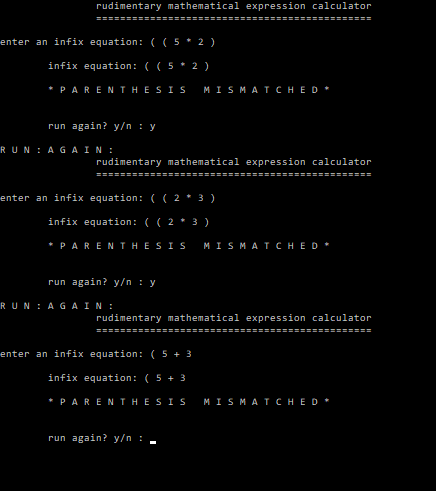 rudimentary mathematical expression calculator
==============================================
enter an infix equation: ( ( 5 * 2 )
infix equation: ( ( 5 * 2 )
* P A R E N T H E S I S   M I S M A T C H E D *
run again? y/n : y
R U N : A G A I N :
rudimentary mathematical expression calculator
==============================================
enter an infix equation: ( ( 2 * 3 )
infix equation: ( ( 2 * 3 )
* P A R E N T H E S I S   M I S M A T C H E D *
run again? y/n : y
R U N : A G A I N :
rudimentary mathematical expression calculator
==============================================
enter an infix equation: ( 5 + 3
infix equation: ( 5 + 3
* P A R E N T H E S I S   M I S M A T C H E D *
run again? y/n :